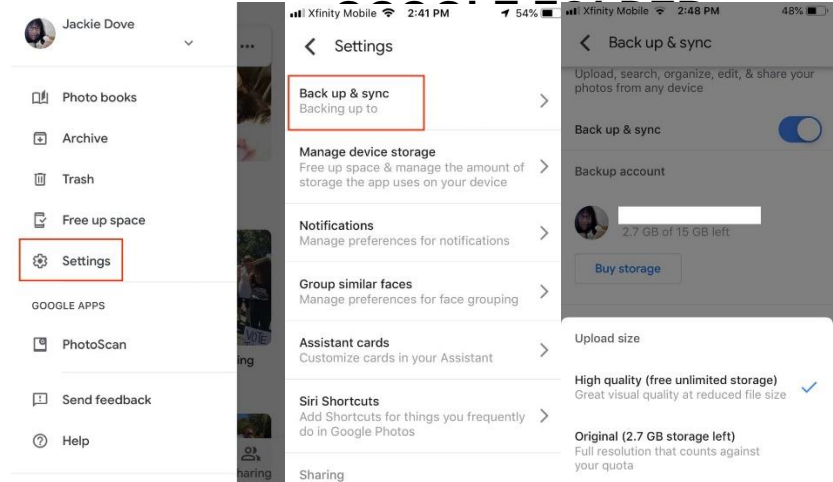 GOOGLE FOLDER
Jackie Dove
Photo books
Archive
Trash
Free up space
Settings
GOOGLE APPS
PhotoScan
Send feedback
Help
VOTE
ing
haring
Xfinity Mobile 2:41 PM 54%
Settings
Back up & sync
Backing up to
Manage device storage
Free up space & manage the amount of
storage the app uses on your device
Notifications
Manage preferences for notifications
Group similar faces
Manage preferences for face grouping
Assistant cards
Customize cards in your Assistant
Siri Shortcuts
Add Shortcuts for things you frequently
do in Google Photos
Sharing
Xfinity Mobile 2:48 PM 48%
Back up & sync
Upload, search, organize, edit, & share your
photos from any device
Back up & sync
Backup account
2.7 GB of 15 GB left
Buy storage
Upload size
High quality (free unlimited storage)
Great visual quality at reduced file size
Original (2.7 GB storage left)
Full resolution that counts against
your quota